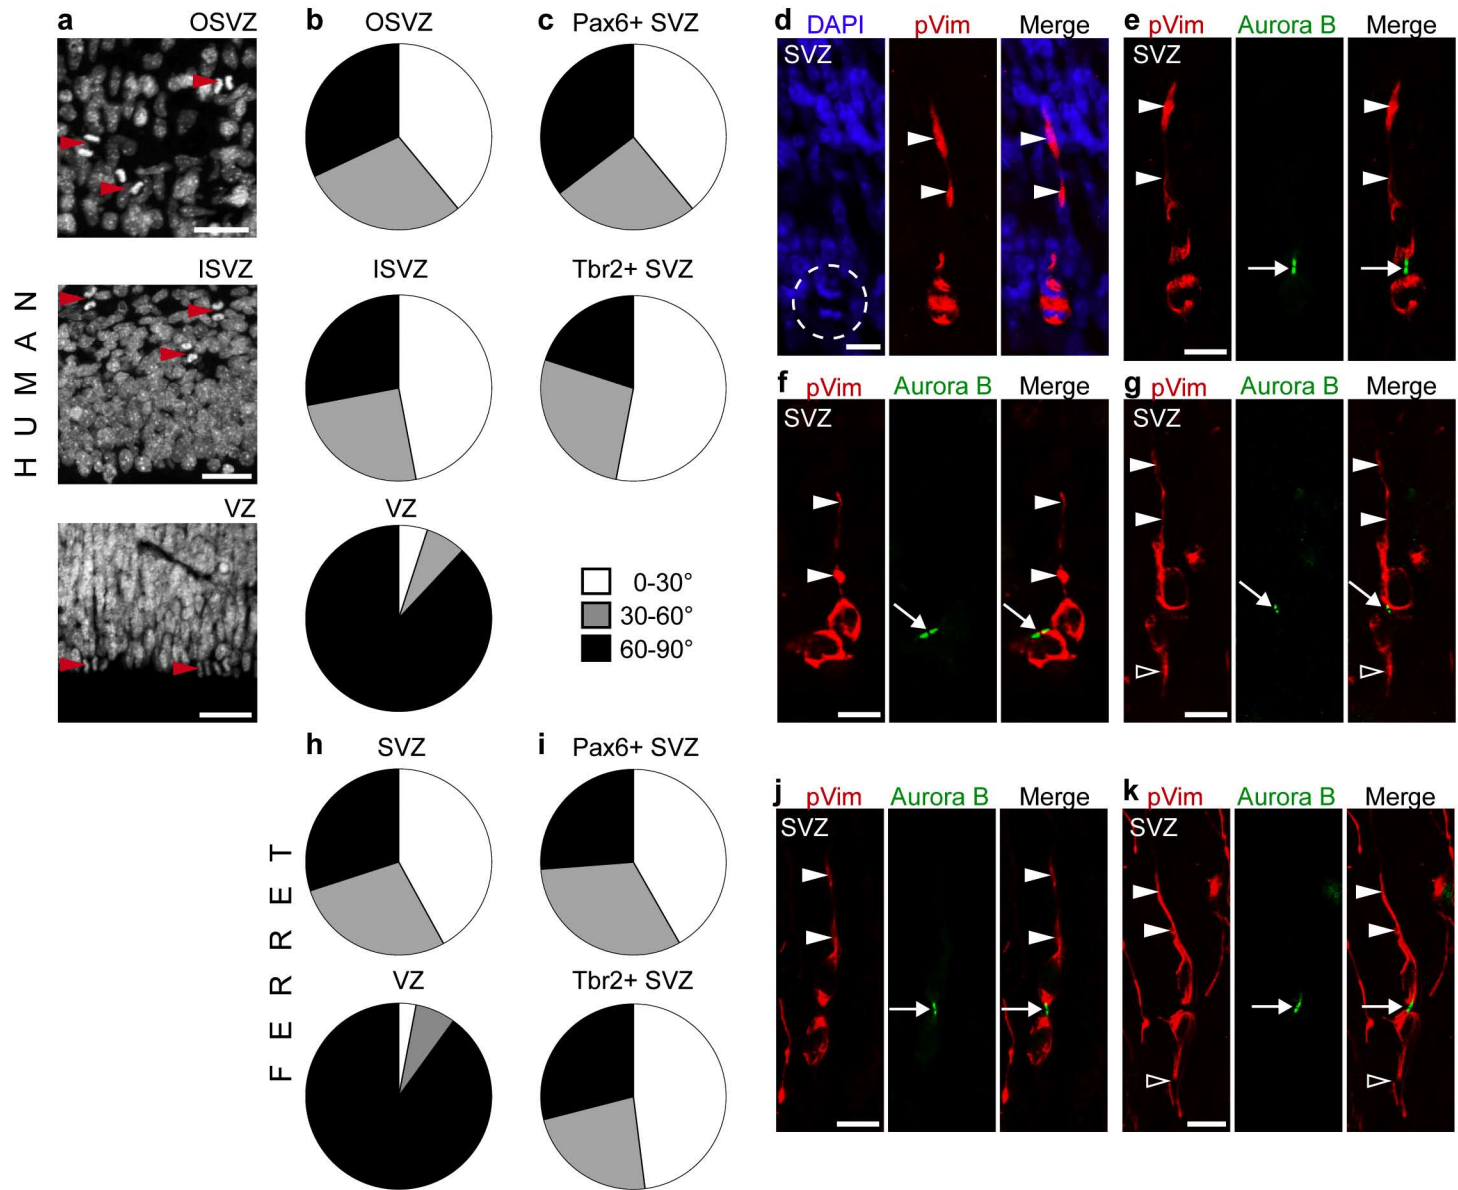 a
OSVZ
ISVZ
VZ
H U M A N
b
OSVZ
ISVZ
VZ
c
Pax6+ SVZ
Tbr2+ SVZ
0-30°
30-60°
60-90°
d
DAPI pVim Merge
SVZ
e
pVim Aurora B Merge
SVZ
f
pVim Aurora B Merge
SVZ
g
pVim Aurora B Merge
SVZ
F E R R E T
h
SVZ
VZ
i
Pax6+ SVZ
Tbr2+ SVZ
j
pVim Aurora B Merge
SVZ
k
pVim Aurora B Merge
SVZ